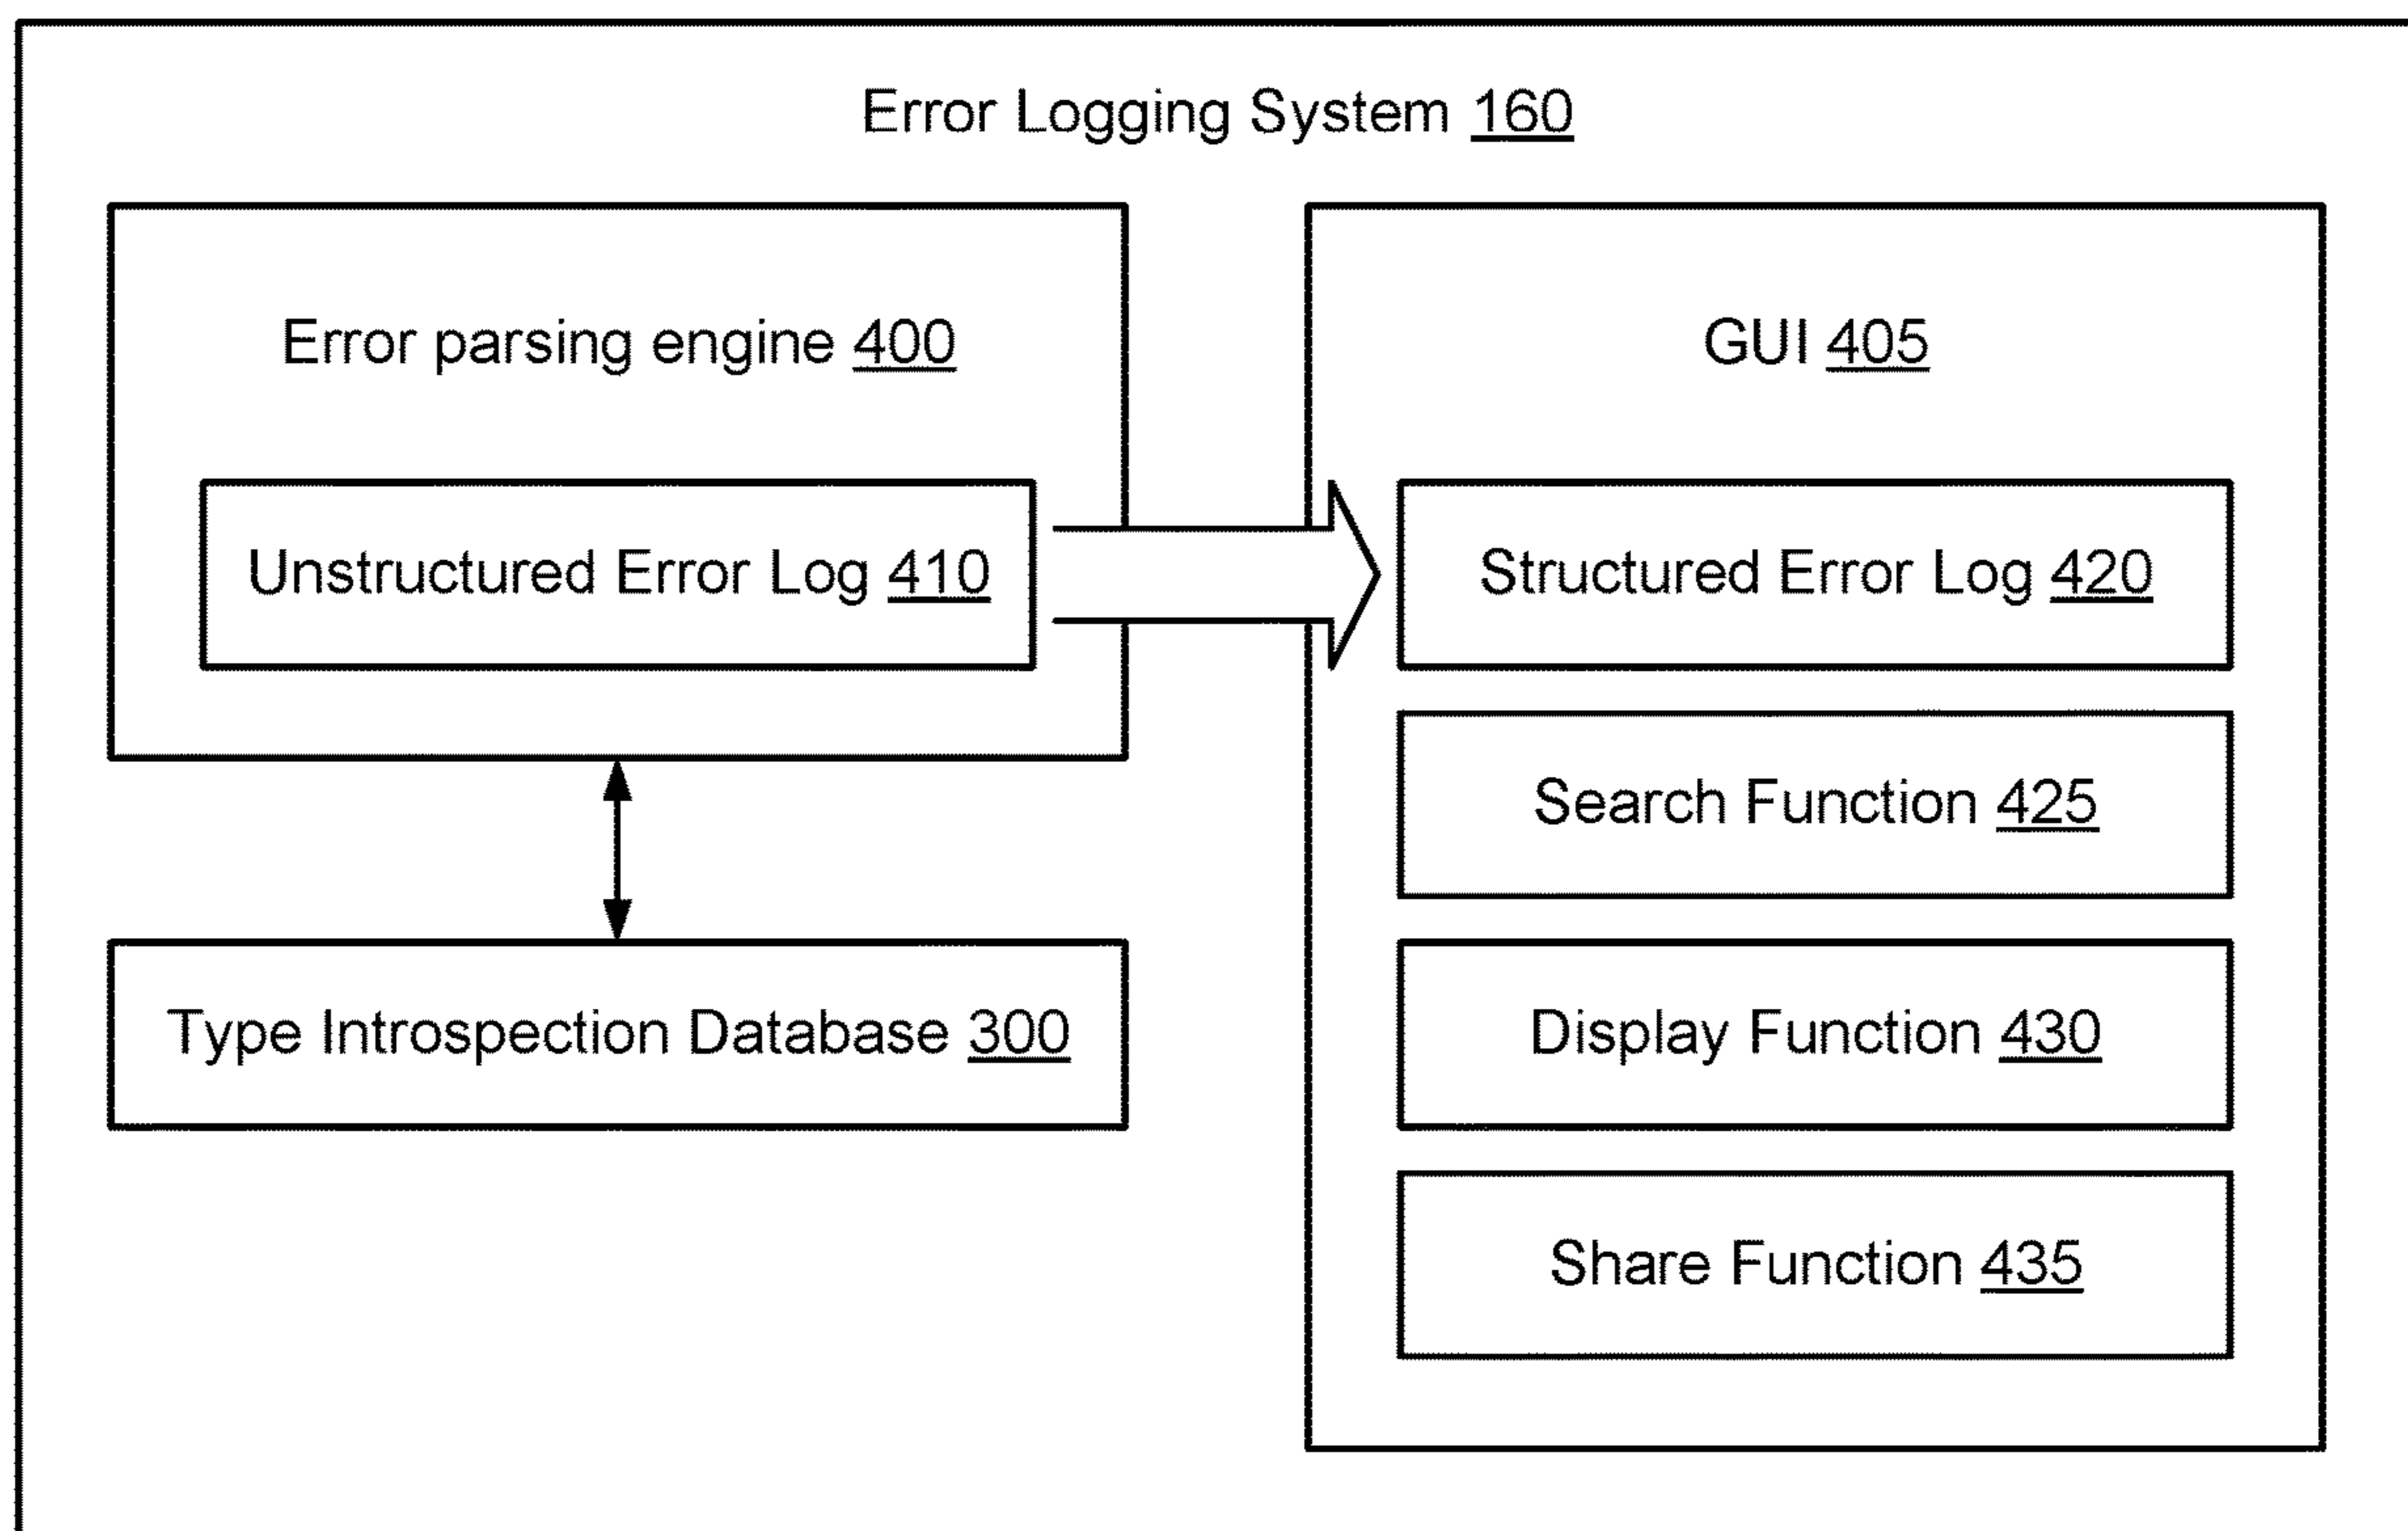 Error Logging System 160
Error parsing engine 400
Unstructured Error Log 410
Type Introspection Database 300
GUI 405
Structured Error Log 420
Search Function 425
Display Function 430
Share Function 435